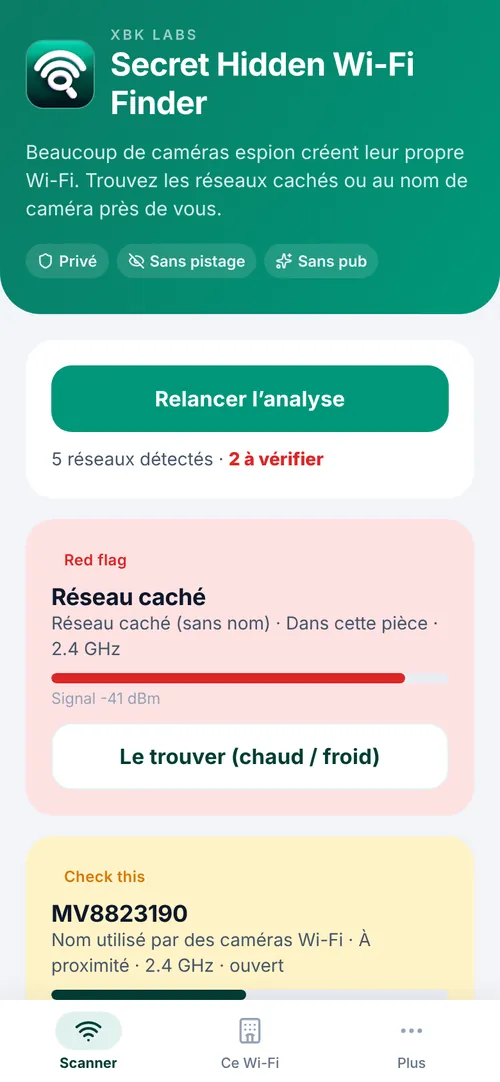 XBK LABS
Secret Hidden Wi-Fi
Finder
Beaucoup de caméras espion créent leur propre
Wi-Fi. Trouvez les réseaux cachés ou au nom de
caméra près de vous.
Privé
Sans pistage
Sans pub
Relancer l’analyse
5 réseaux détectés · 2 à vérifier
Red flag
Réseau caché
Réseau caché (sans nom) · Dans cette pièce ·
2.4 GHz
Signal -41 dBm
Le trouver (chaud / froid)
Check this
MV8823190
Nom utilisé par des caméras Wi-Fi · À
proximité · 2.4 GHz · ouvert
Scanner
Ce Wi-Fi
Plus